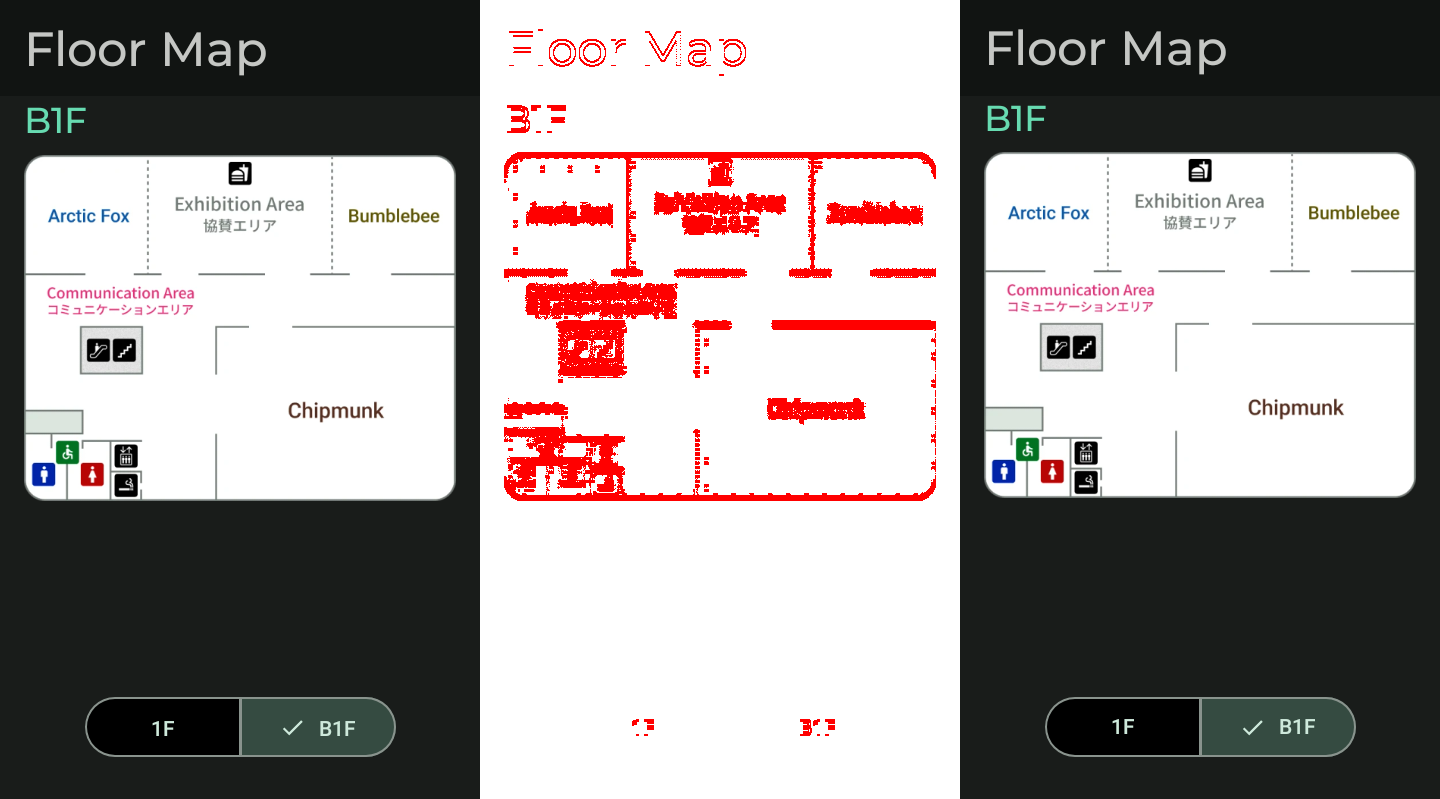 Floor Map
B1F
Exhibition Area
協賛エリア
Arctic Fox
Bumblebee
Communication Area
コミュニケーションエリア
Chipmunk
1F
B1F
Floor Map
B1F
Exhibition Area
協賛エリア
Arctic Fox
Bumblebee
Communication Area
コミュニケーションエリア
Chipmunk
1F
B1F
Floor Map
B1F
Exhibition Area
協賛エリア
Arctic Fox
Bumblebee
Communication Area
コミュニケーションエリア
Chipmunk
1F
B1F